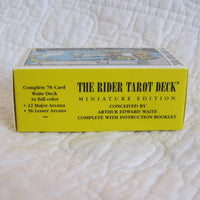 Complete 78-Card
Waite Deck
in full color
• 22 Major Arcana
• 56 Lesser Arcana
~
THE RIDER TAROT DECK®
MINIATURE EDITION
CONCEIVED BY
ARTHUR EDWARD WAITE
COMPLETE WITH INSTRUCTION BOOKLET